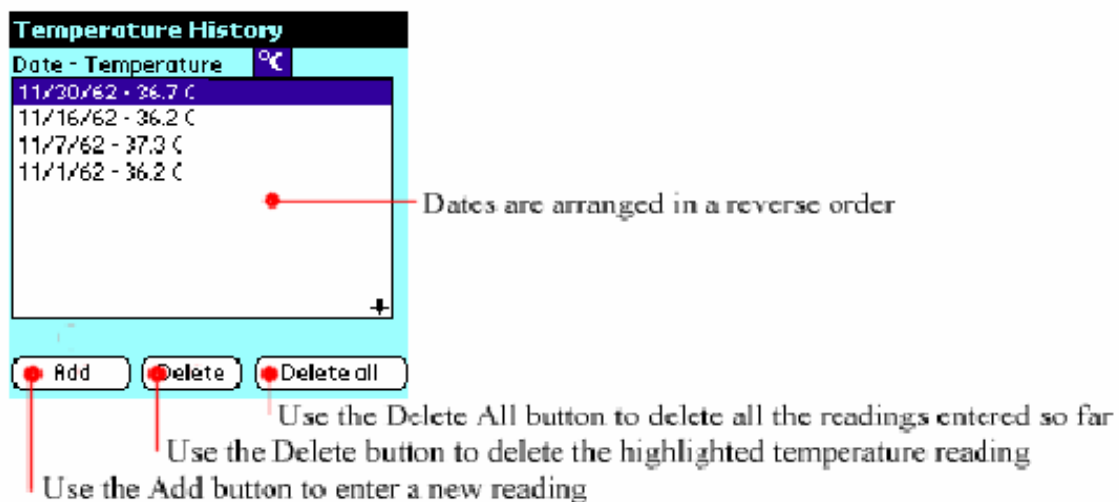 Temperature History
Date - Temperature °C
11/30/62 - 36.7 C
11/16/62 - 36.2 C
11/7/62 - 37.3 C
11/1/62 - 36.2 C
Dates are arranged in a reverse order
Add Delete Delete all
Use the Delete All button to delete all the readings entered so far
Use the Delete button to delete the highlighted temperature reading
Use the Add button to enter a new reading